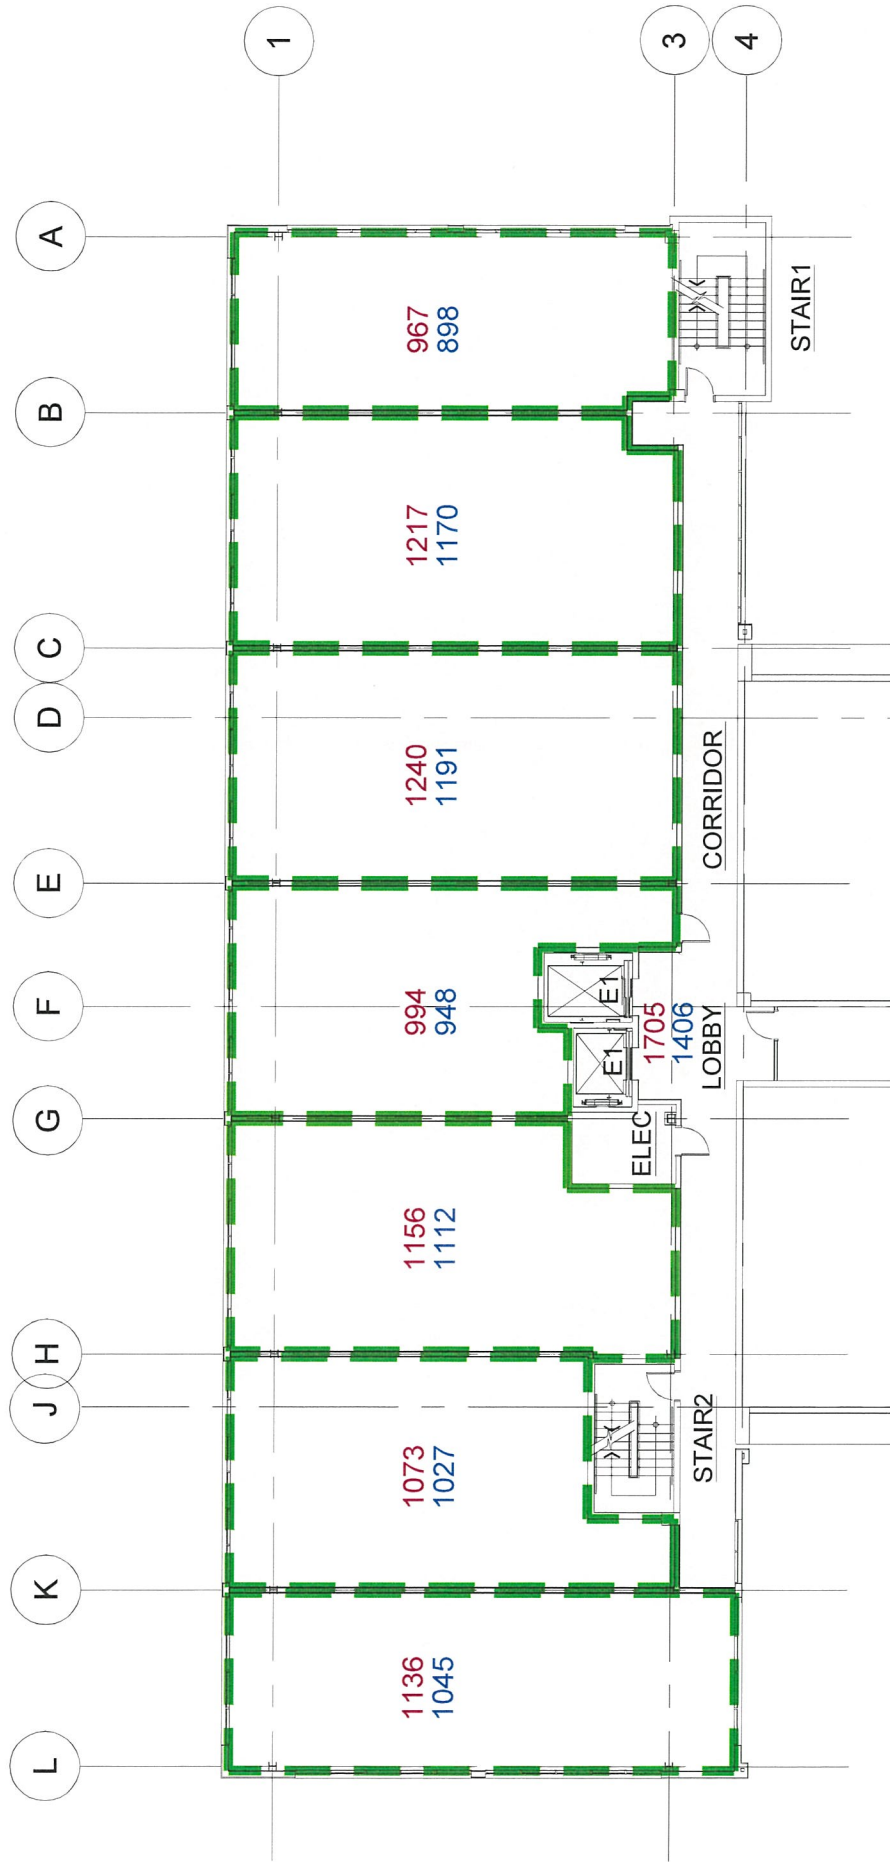 1
3
4
A
B
C
D
E
F
G
H
J
K
L
967
898
STAIR1
1217
1170
1240
1191
CORRIDOR
994
948
E1
E1
1705
1406
LOBBY
ELEC
1156
1112
1073
1027
STAIR2
1136
1045